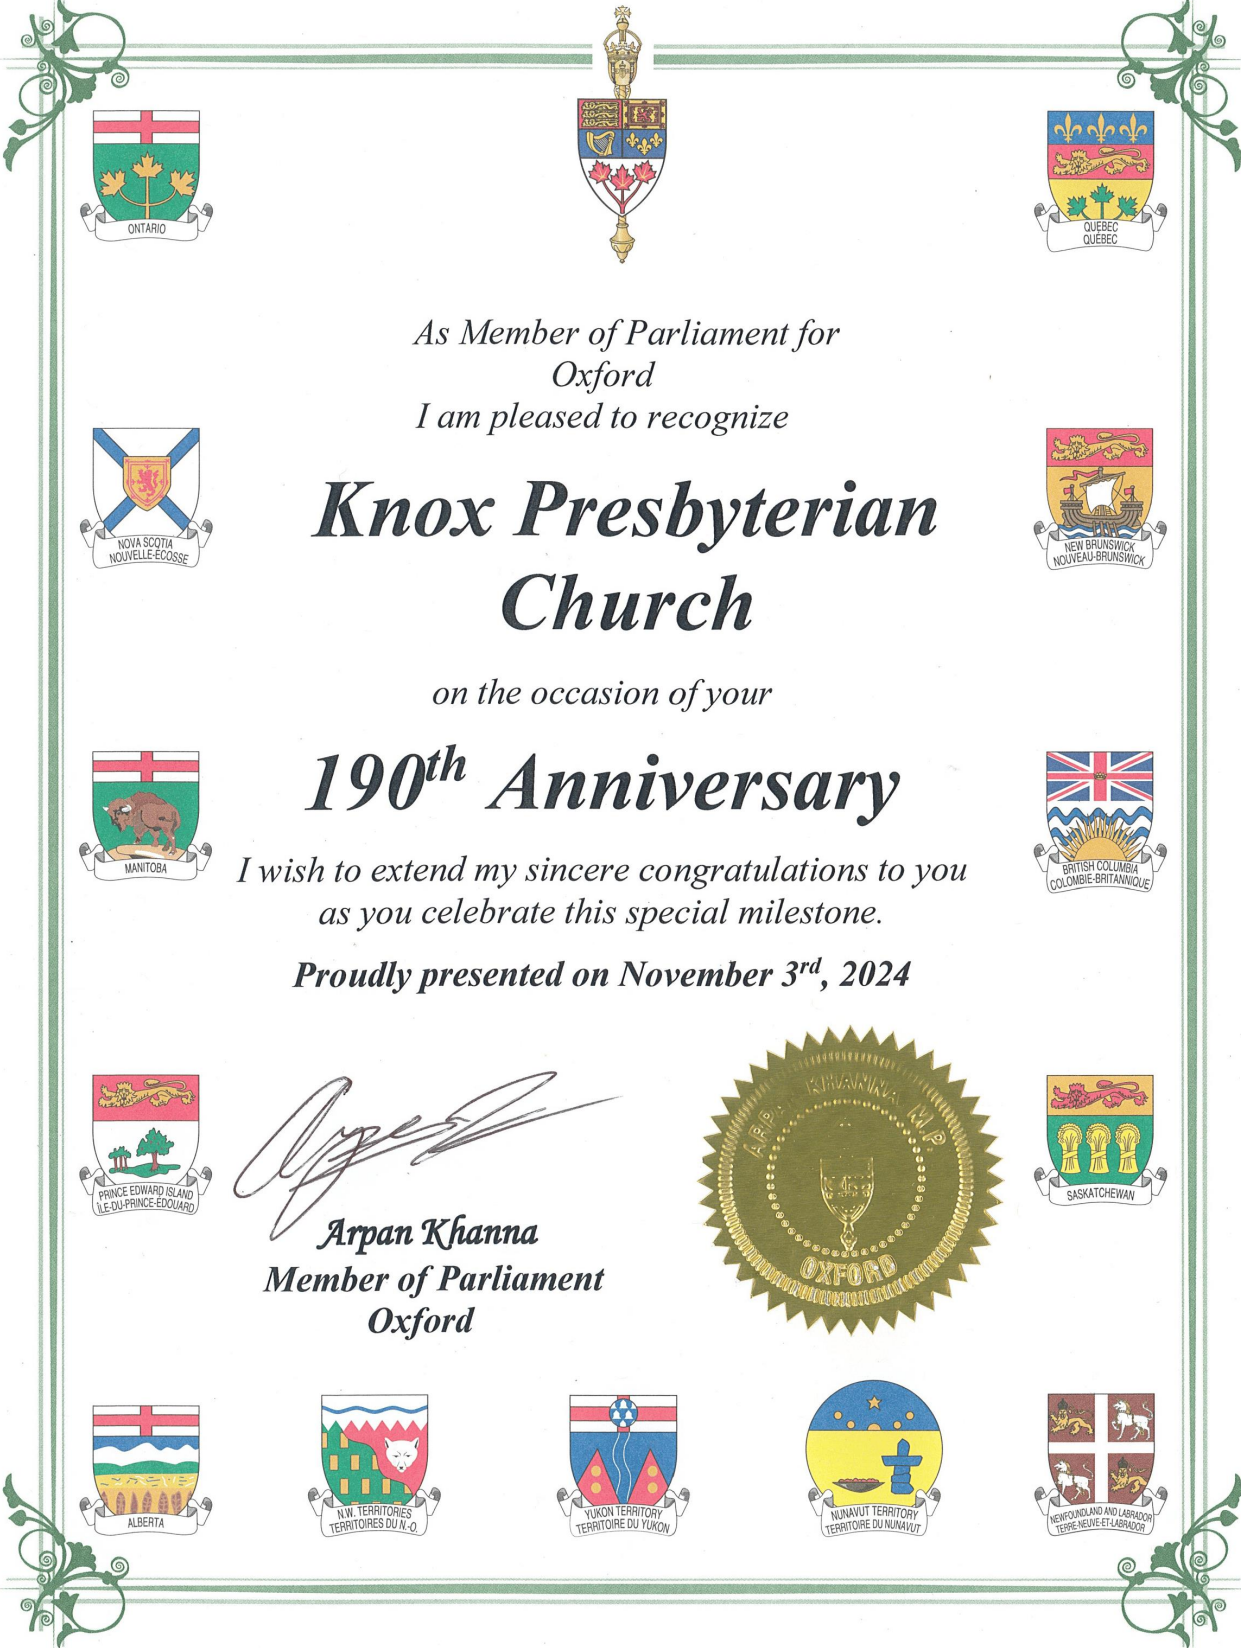 ONTARIO
QUEBEC
QUÉBEC
As Member of Parliament for
Oxford
I am pleased to recognize
Knox Presbyterian
Church
NOVA SCOTIA
NOUVELLE-ÉCOSSE
NEW BRUNSWICK
NOUVEAU-BRUNSWICK
on the occasion of your
190th Anniversary
MANITOBA
BRITISH COLUMBIA
COLOMBIE-BRITANNIQUE
I wish to extend my sincere congratulations to you
as you celebrate this special milestone.
Proudly presented on November 3rd, 2024
PRINCE EDWARD ISLAND
ÎLE-DU-PRINCE-ÉDOUARD
SASKATCHEWAN
KHANNA M.P.
OXFORD
Arpan Khanna
Member of Parliament
Oxford
ALBERTA
N.W. TERRITORIES
TERRITOIRES DU N.-O.
YUKON TERRITORY
TERRITOIRE DU YUKON
NUNAVUT TERRITORY
TERRITOIRE DU NUNAVUT
NEWFOUNDLAND AND LABRADOR
TERRE-NEUVE-ET-LABRADOR